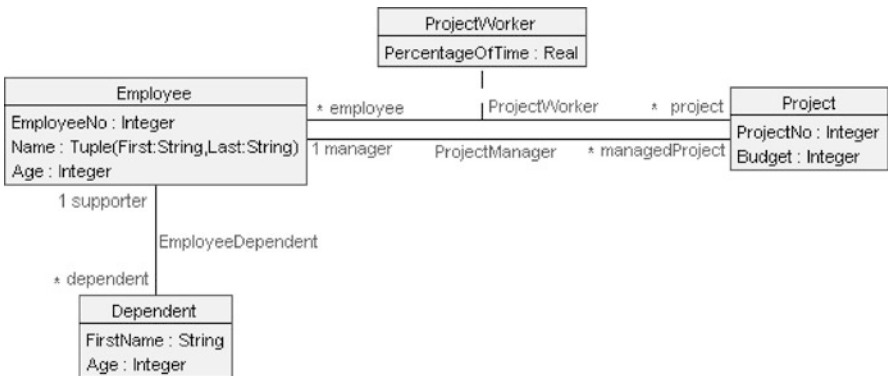 ProjectWorker
PercentageOfTime : Real
Employee
EmployeeNo : Integer
Name : Tuple(First:String,Last:String)
Age : Integer
* employee
ProjectWorker
* project
1 manager
ProjectManager
* managedProject
Project
ProjectNo : Integer
Budget : Integer
1 supporter
EmployeeDependent
* dependent
Dependent
FirstName : String
Age : Integer